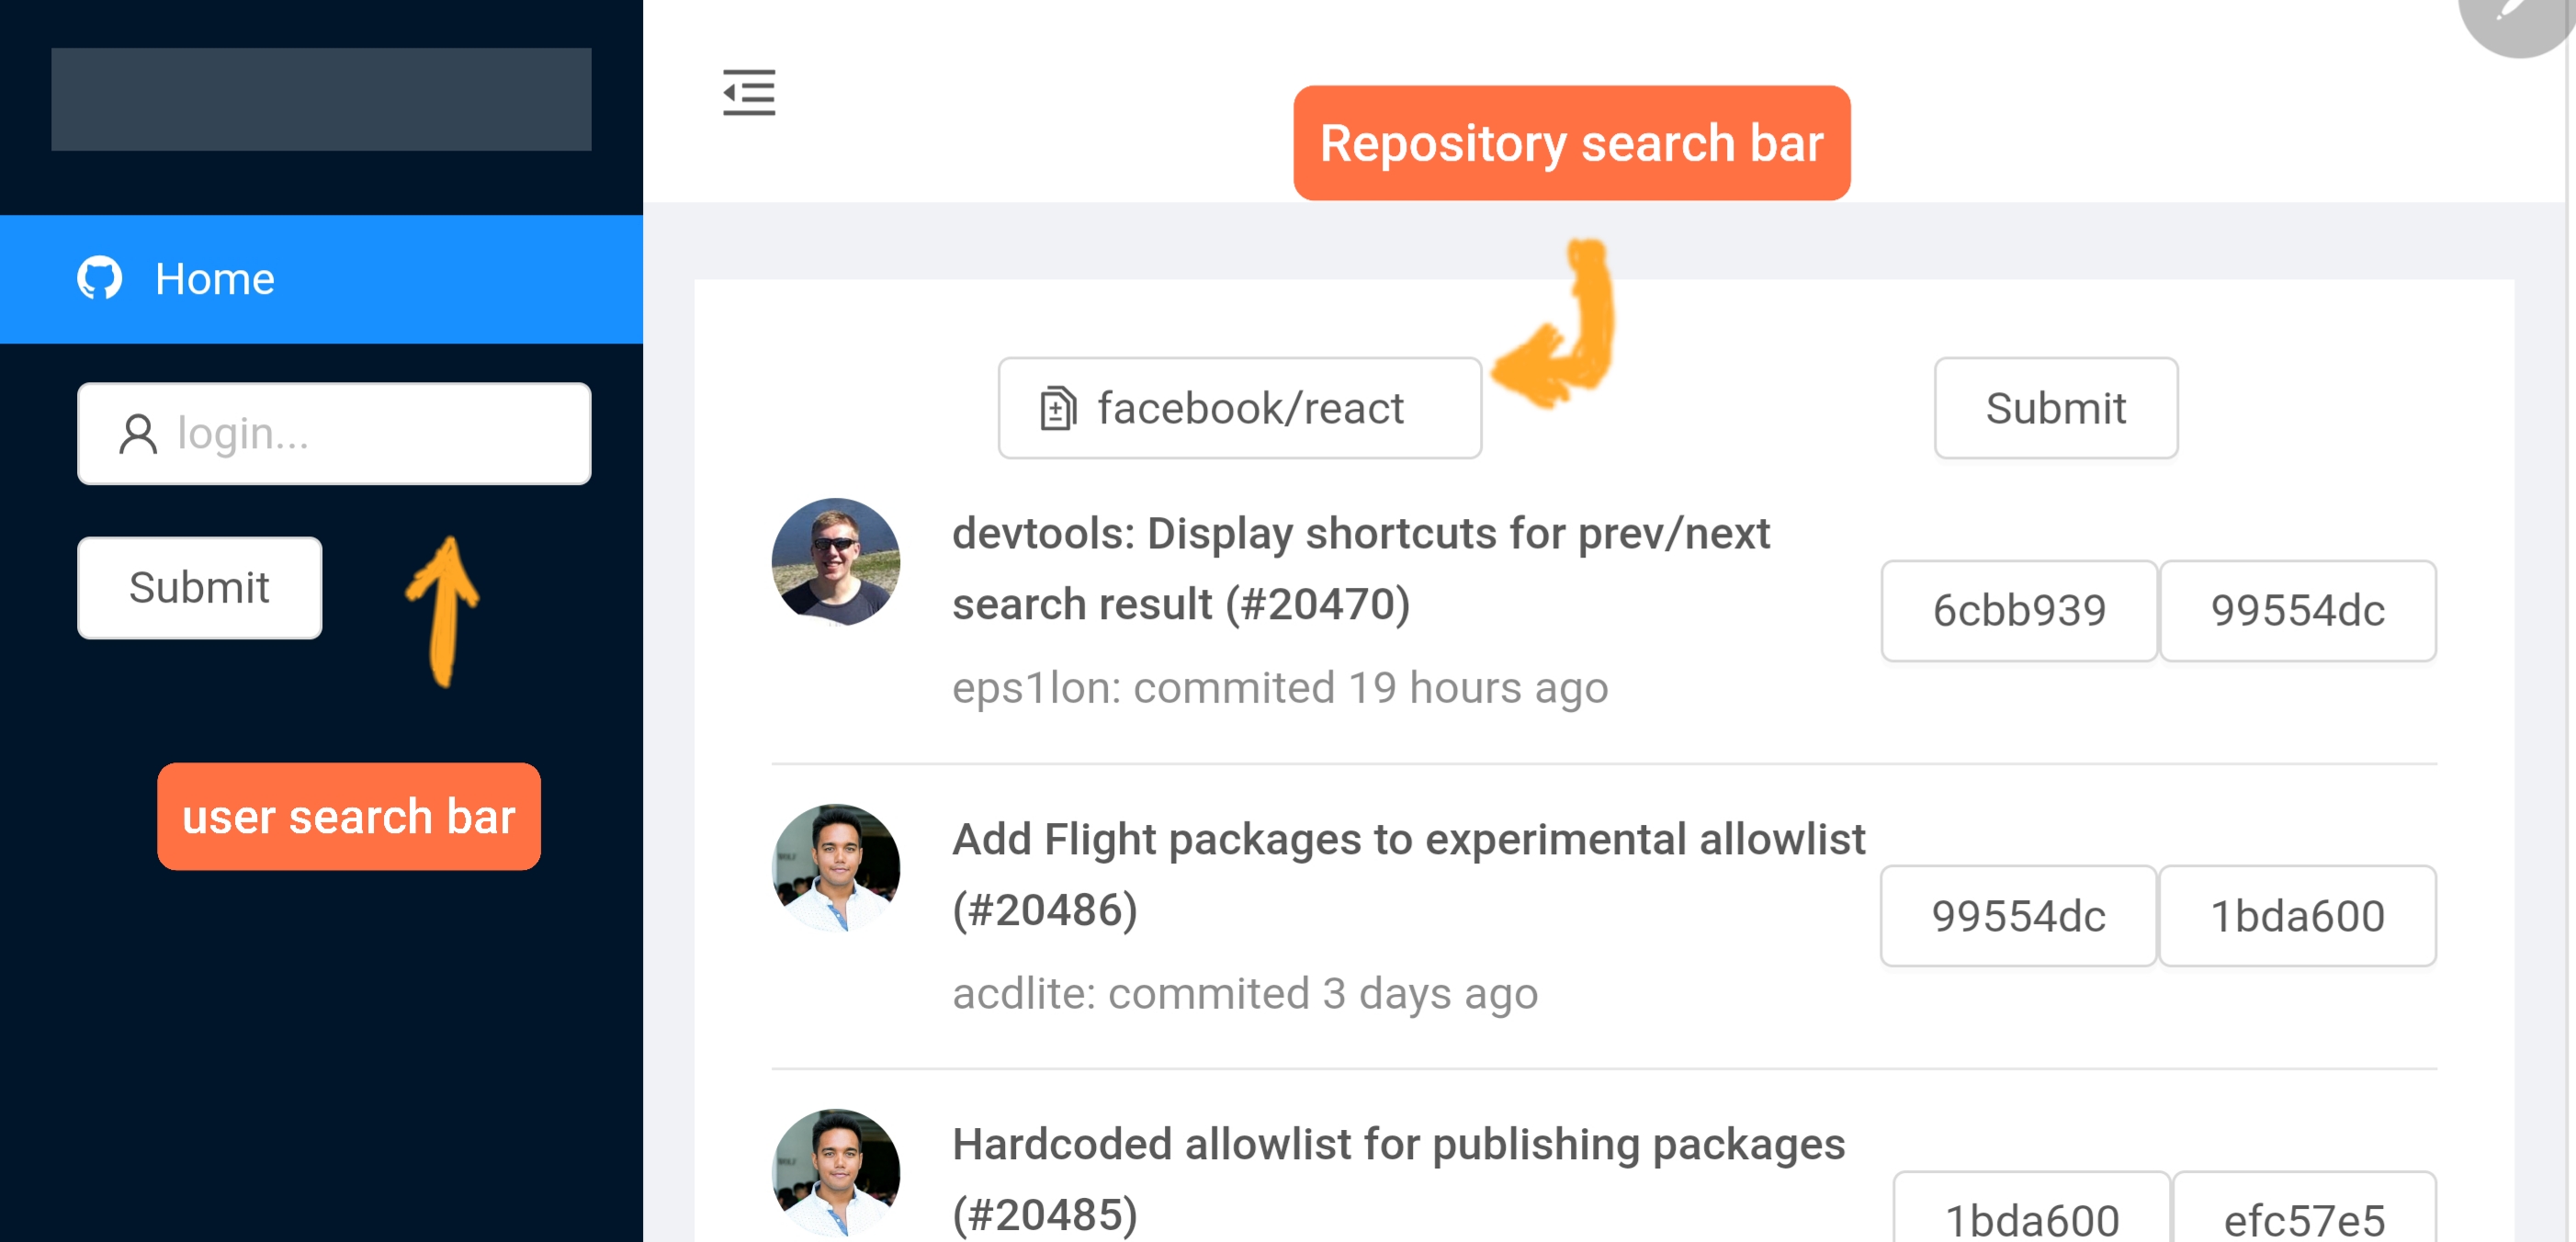 Repository search bar
Home
login...
Submit
user search bar
facebook/react
Submit
devtools: Display shortcuts for prev/next
search result (#20470)
6cbb939
99554dc
eps1lon: commited 19 hours ago
Add Flight packages to experimental allowlist
(#20486)
99554dc
1bda600
acdlite: commited 3 days ago
Hardcoded allowlist for publishing packages
(#20485)
1bda600
efc57e5